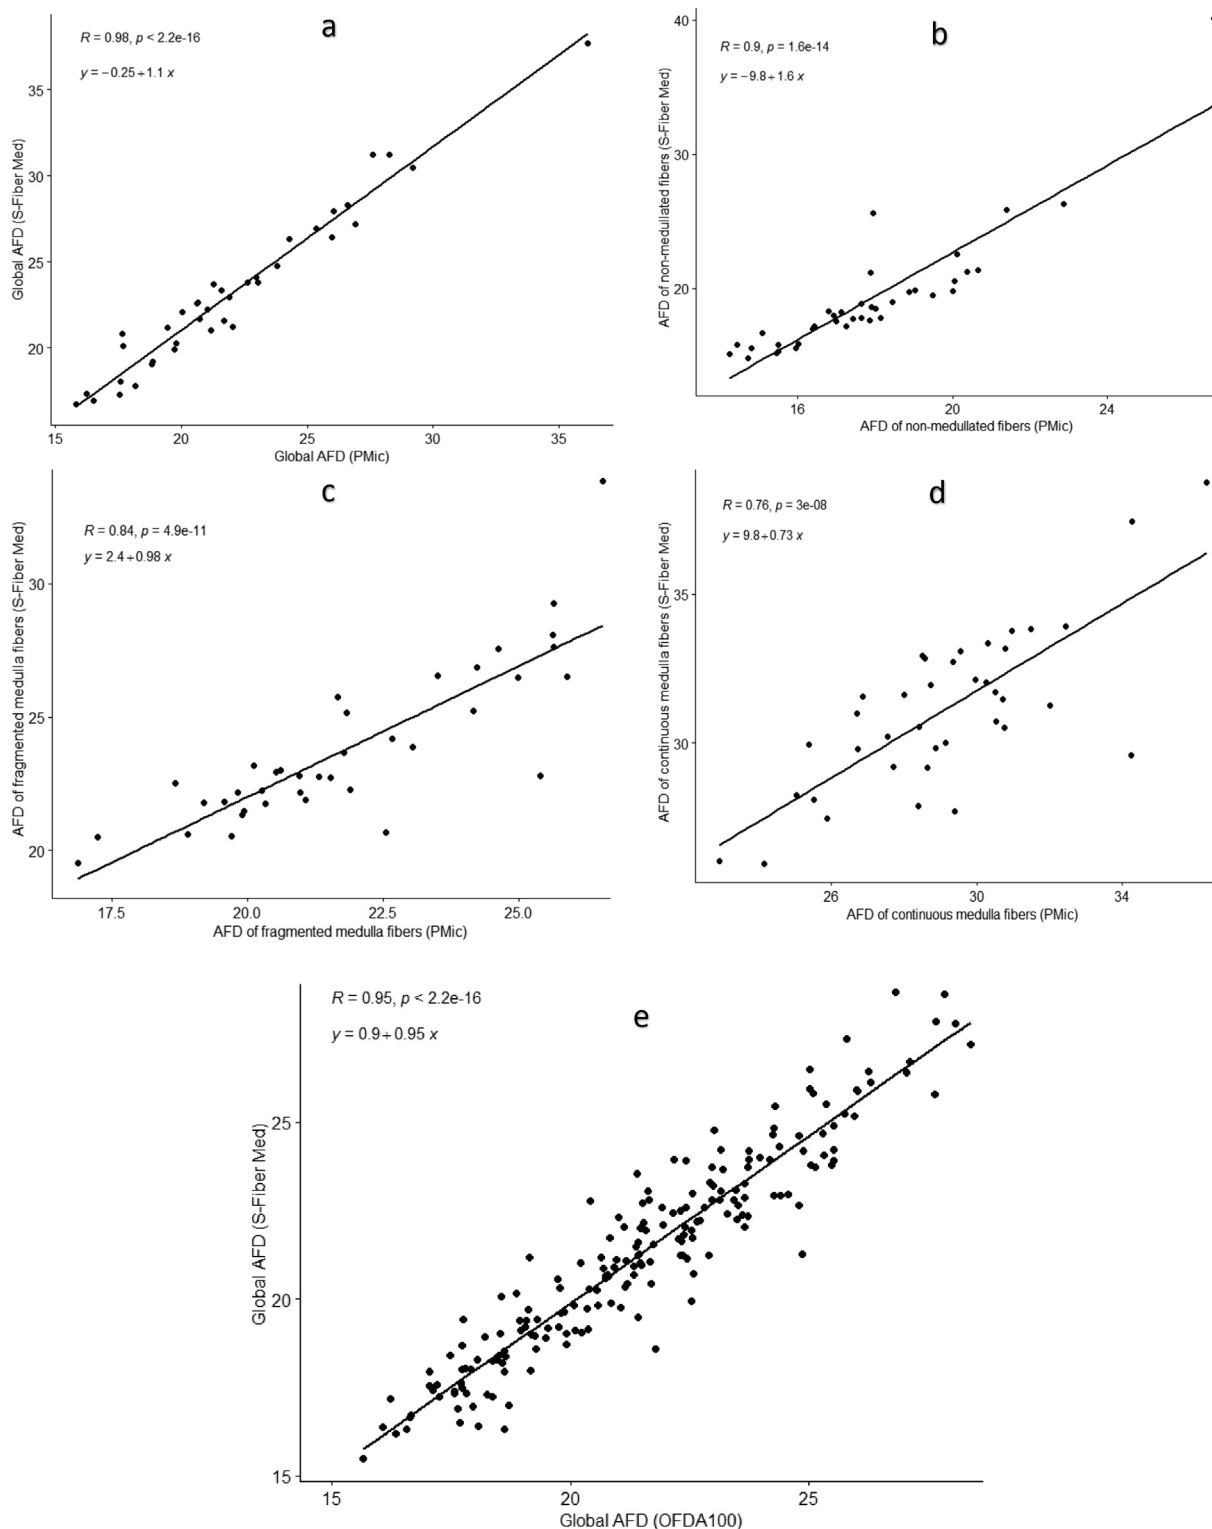 a
R = 0.98, p < 2.2e-16
y = −0.25+1.1 x
Global AFD (S-Fiber Med)
35
30
25
20
15
20
25
30
35
Global AFD (PMic)
b
R = 0.9, p = 1.6e-14
y = −9.8+1.6 x
AFD of non-medullated fibers (S-Fiber Med)
40
30
20
16
20
24
AFD of non-medullated fibers (PMic)
c
R = 0.84, p = 4.9e-11
y = 2.4+0.98 x
AFD of fragmented medulla fibers (S-Fiber Med)
30
25
20
17.5
20.0
22.5
25.0
AFD of fragmented medulla fibers (PMic)
d
R = 0.76, p = 3e-08
y = 9.8+0.73 x
AFD of continuous medulla fibers (S-Fiber Med)
35
30
26
30
34
AFD of continuous medulla fibers (PMic)
e
R = 0.95, p < 2.2e-16
y = 0.9+0.95 x
Global AFD (S-Fiber Med)
25
20
15
15
20
25
Global AFD (OFDA100)